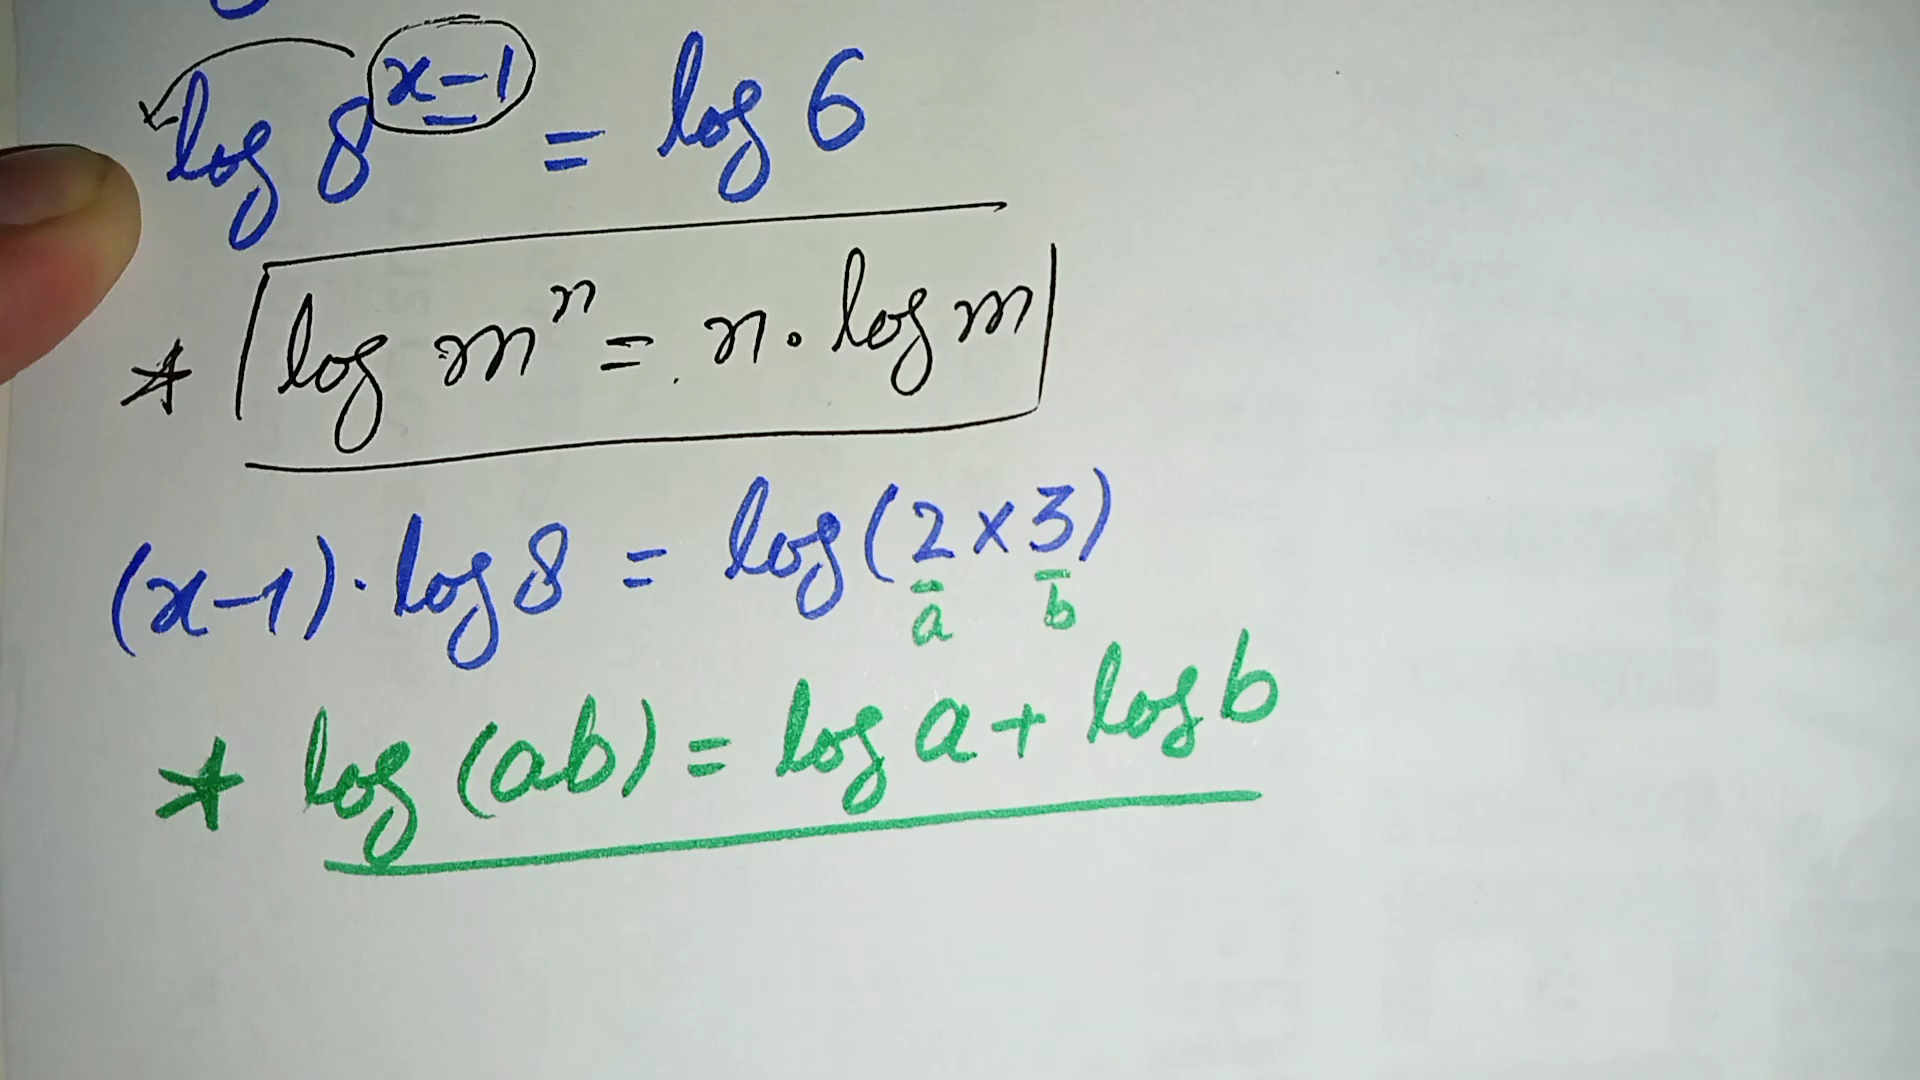 log 8^(x-1) = log 6
* log m^n = n . log m
(x-1) . log 8 = log (2 x 3)
a b
* log (ab) = log a + log b